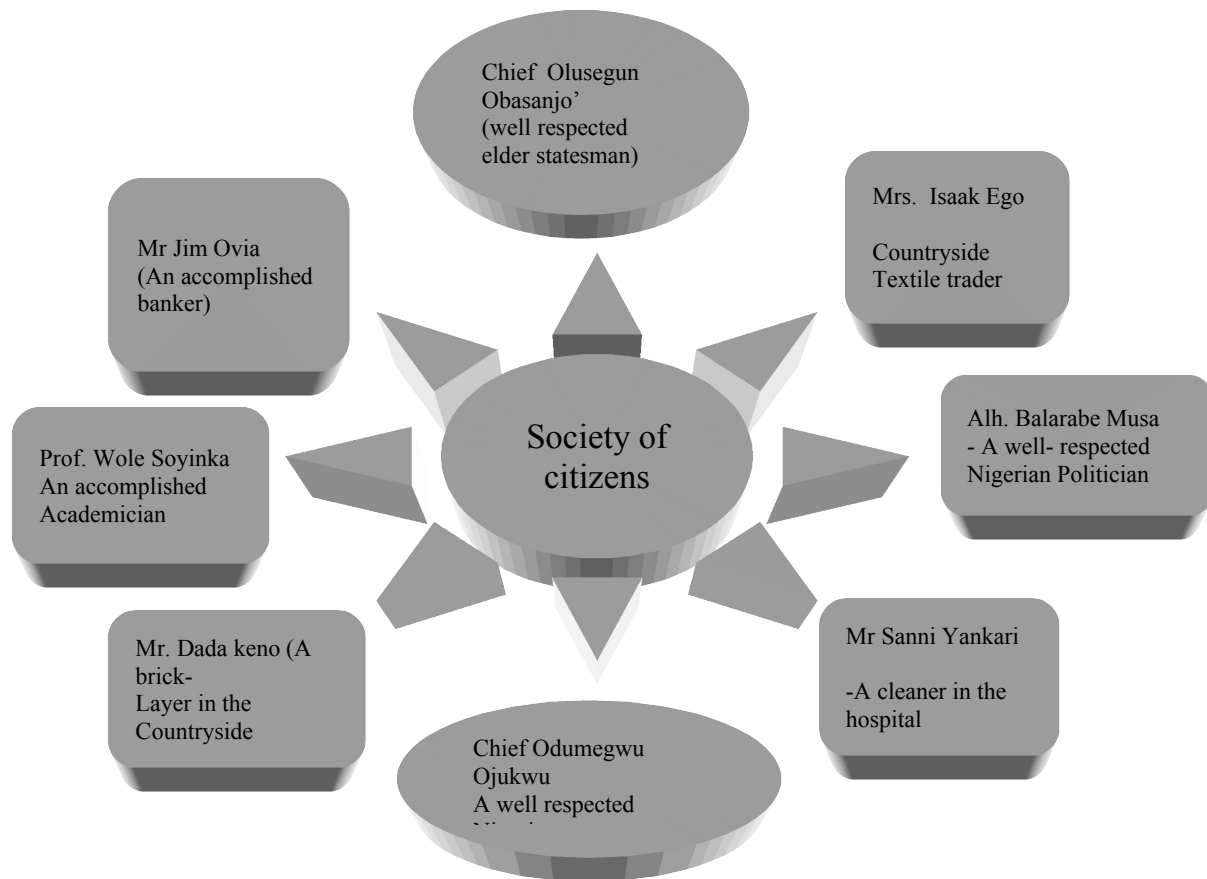 Chief Olusegun
Obasanjo’
(well respected
elder statesman)
Mrs. Isaak Ego
Countryside
Textile trader
Mr Jim Ovia
(An accomplished
banker)
Alh. Balarabe Musa
- A well- respected
Nigerian Politician
Society of
citizens
Prof. Wole Soyinka
An accomplished
Academician
Mr. Dada keno (A
brick-
Layer in the
Countryside
Mr Sanni Yankari
-A cleaner in the
hospital
Chief Odumegwu
Ojukwu
A well respected